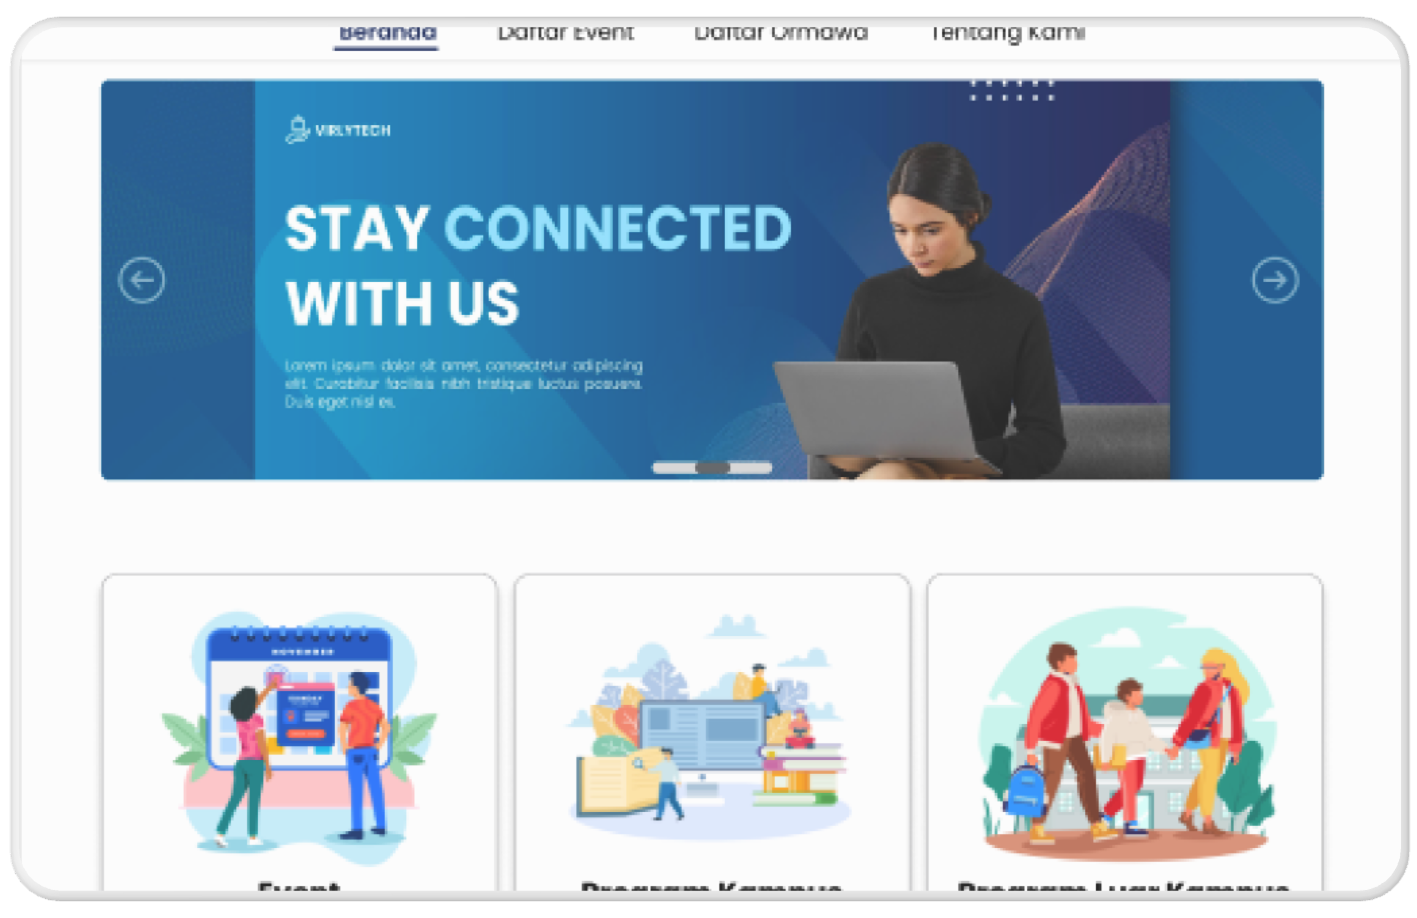 Beranda Daftar Event Daftar Ormawa Tentang Kami
VIRLYTECH
STAY CONNECTED
WITH US
Lorem ipsum dolor sit amet, consectetur adipiscing
elit. Curabitur facilisis nibh tristique luctus posuere.
Duis eget nisl ex.
NOVEMBER
Event
Program Kampus
Program Luar Kampus